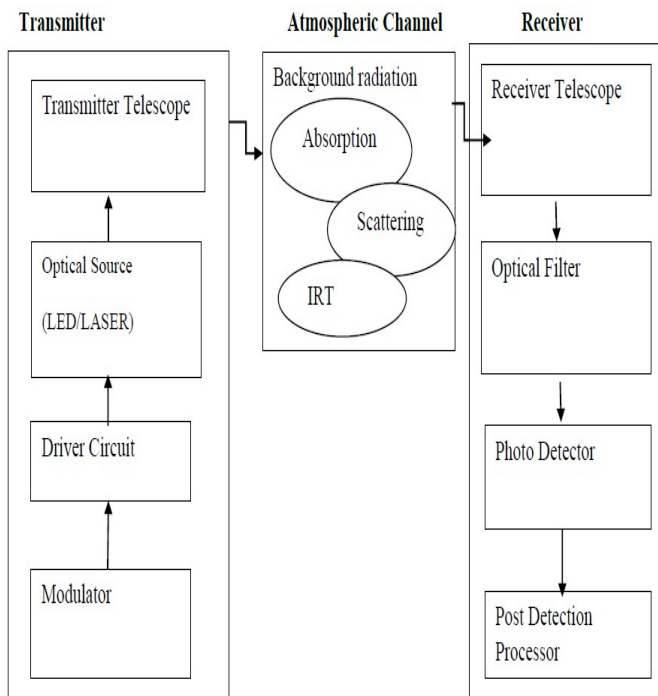 Transmitter
Atmospheric Channel
Receiver
Transmitter Telescope
Optical Source
(LED/LASER)
Driver Circuit
Modulator
Background radiation
Absorption
Scattering
IRT
Receiver Telescope
Optical Filter
Photo Detector
Post Detection
Processor